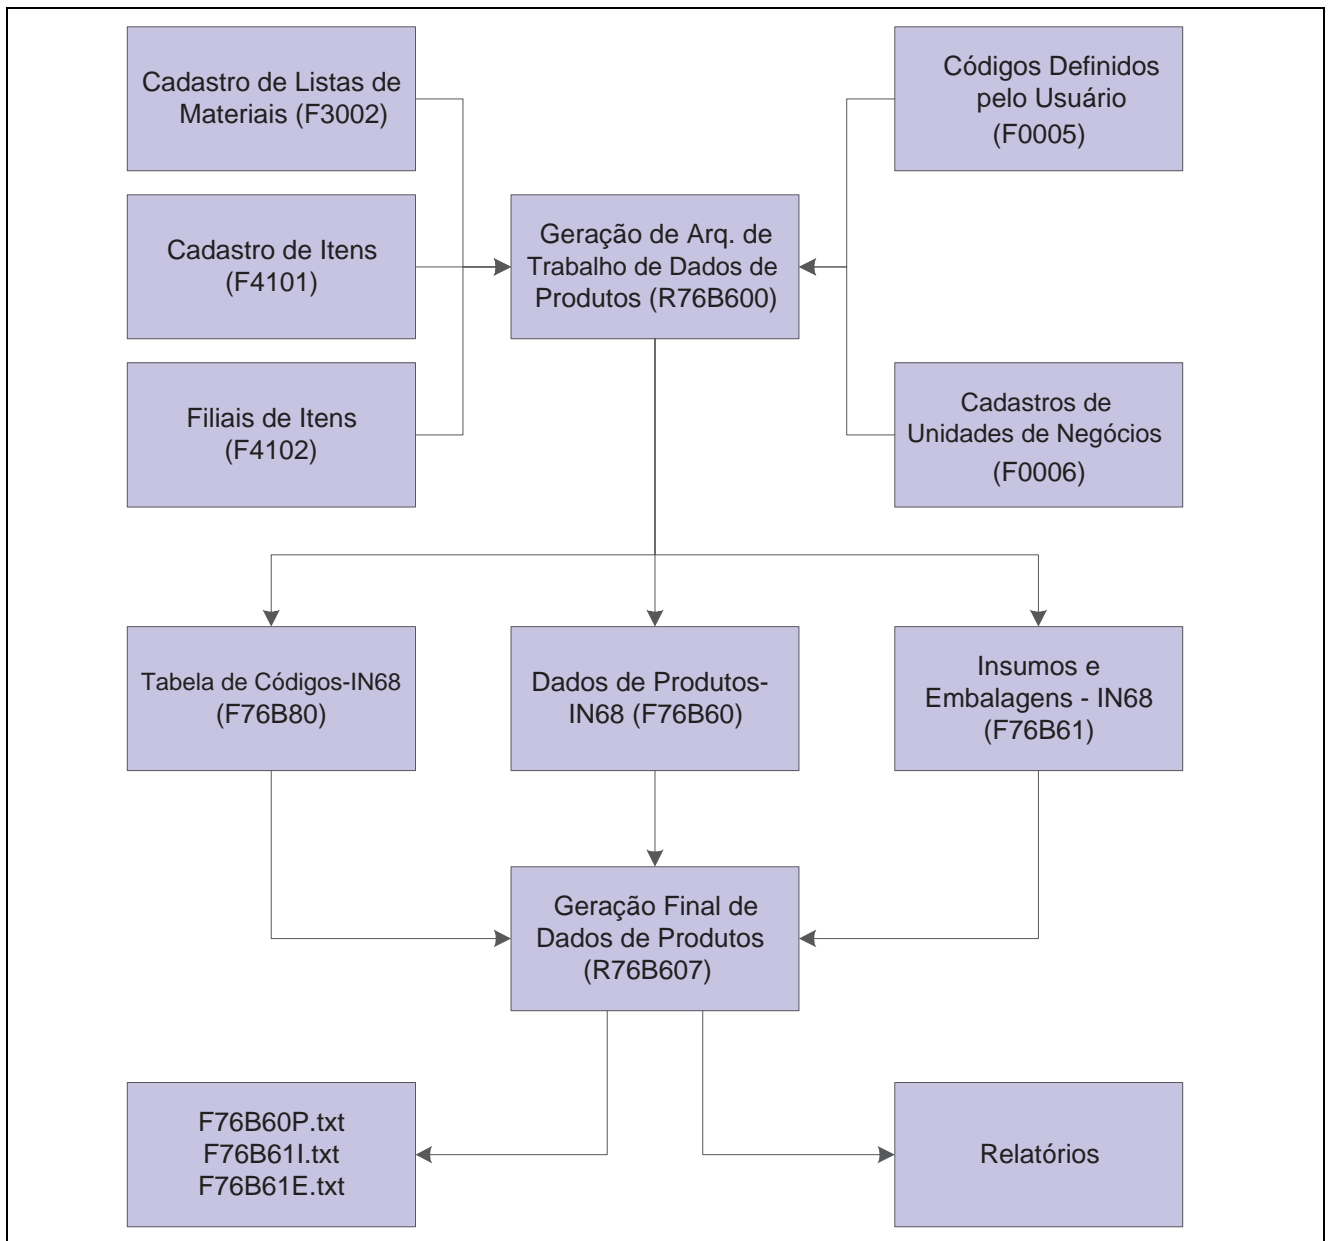 Cadastro de Listas de
Materiais (F3002)
Códigos Definidos
pelo Usuário
(F0005)
Cadastro de Itens
(F4101)
Geração de Arq. de
Trabalho de Dados de
Produtos (R76B600)
Filiais de Itens
(F4102)
Cadastros de
Unidades de Negócios
(F0006)
Tabela de Códigos-IN68
(F76B80)
Dados de Produtos-
IN68 (F76B60)
Insumos e
Embalagens - IN68
(F76B61)
Geração Final de
Dados de Produtos
(R76B607)
F76B60P.txt
F76B61I.txt
F76B61E.txt
Relatórios